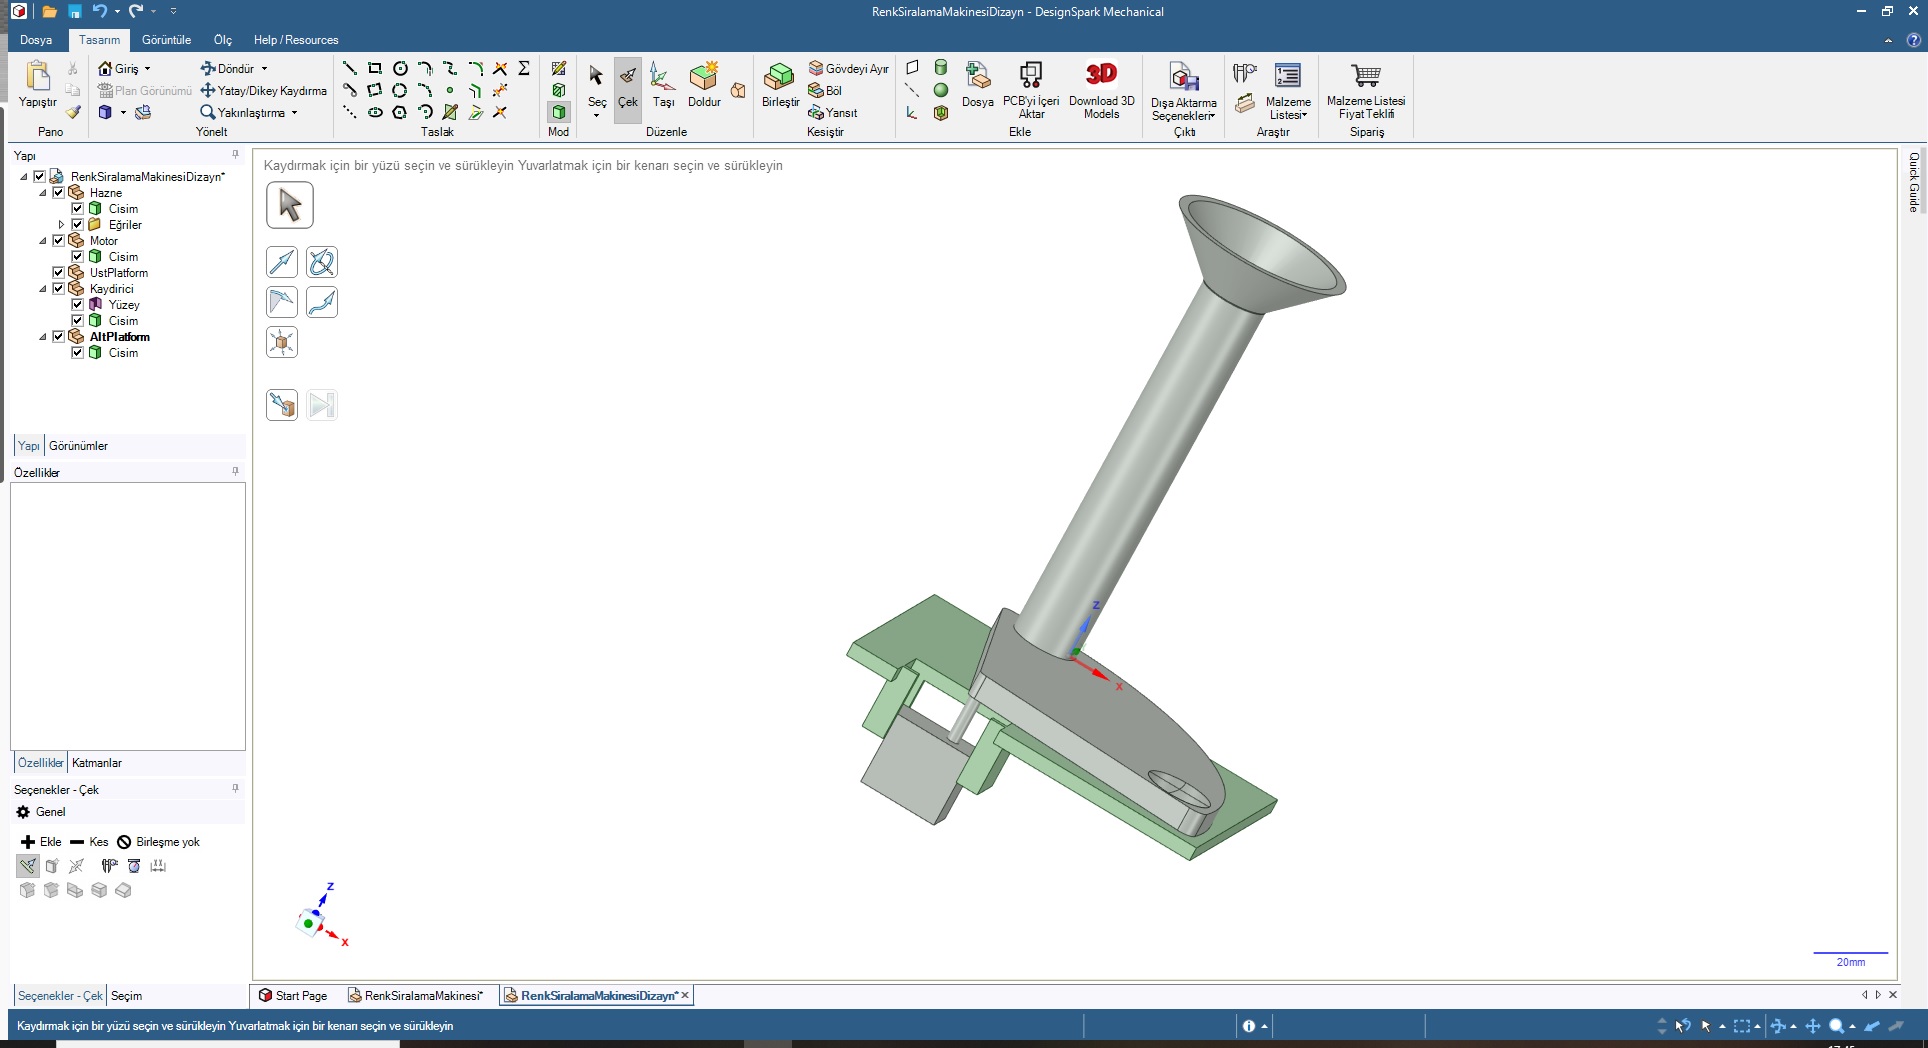 RenkSiralamaMakinesiDizayn - DesignSpark Mechanical
Dosya Tasarım Görüntüle Ölç Help / Resources
Yapıştır
Pano
Giriş
Plan Görünümü
Döndür
Yatay/Dikey Kaydırma
Yakınlaştırma
Yönelt
Taslak
Mod
Seç Çek Taşı Doldur
Düzenle
Birleştir
Gövdeyi Ayır
Böl
Yansıt
Kesiştir
Dosya
PCB'yi İçeri Aktar
3D
Download 3D Models
Ekle
Dışa Aktarma Seçenekleri
Çıktı
Malzeme Listesi
Araştır
Malzeme Listesi Fiyat Teklifi
Sipariş
Yapı
RenkSiralamaMakinesiDizayn*
Hazne
Cisim
Eğriler
Motor
Cisim
UstPlatform
Kaydirici
Yüzey
Cisim
AltPlatform
Cisim
Yapı Görünümler
Özellikler
Özellikler Katmanlar
Seçenekler - Çek
Genel
Ekle Kes Birleşme yok
Seçenekler - Çek Seçim
Kaydırmak için bir yüzü seçin ve sürükleyin Yuvarlatmak için bir kenarı seçin ve sürükleyin
Z
X
Z
X
20mm
Quick Guide
Start Page RenkSiralamaMakinesi* RenkSiralamaMakinesiDizayn*
Kaydırmak için bir yüzü seçin ve sürükleyin Yuvarlatmak için bir kenarı seçin ve sürükleyin